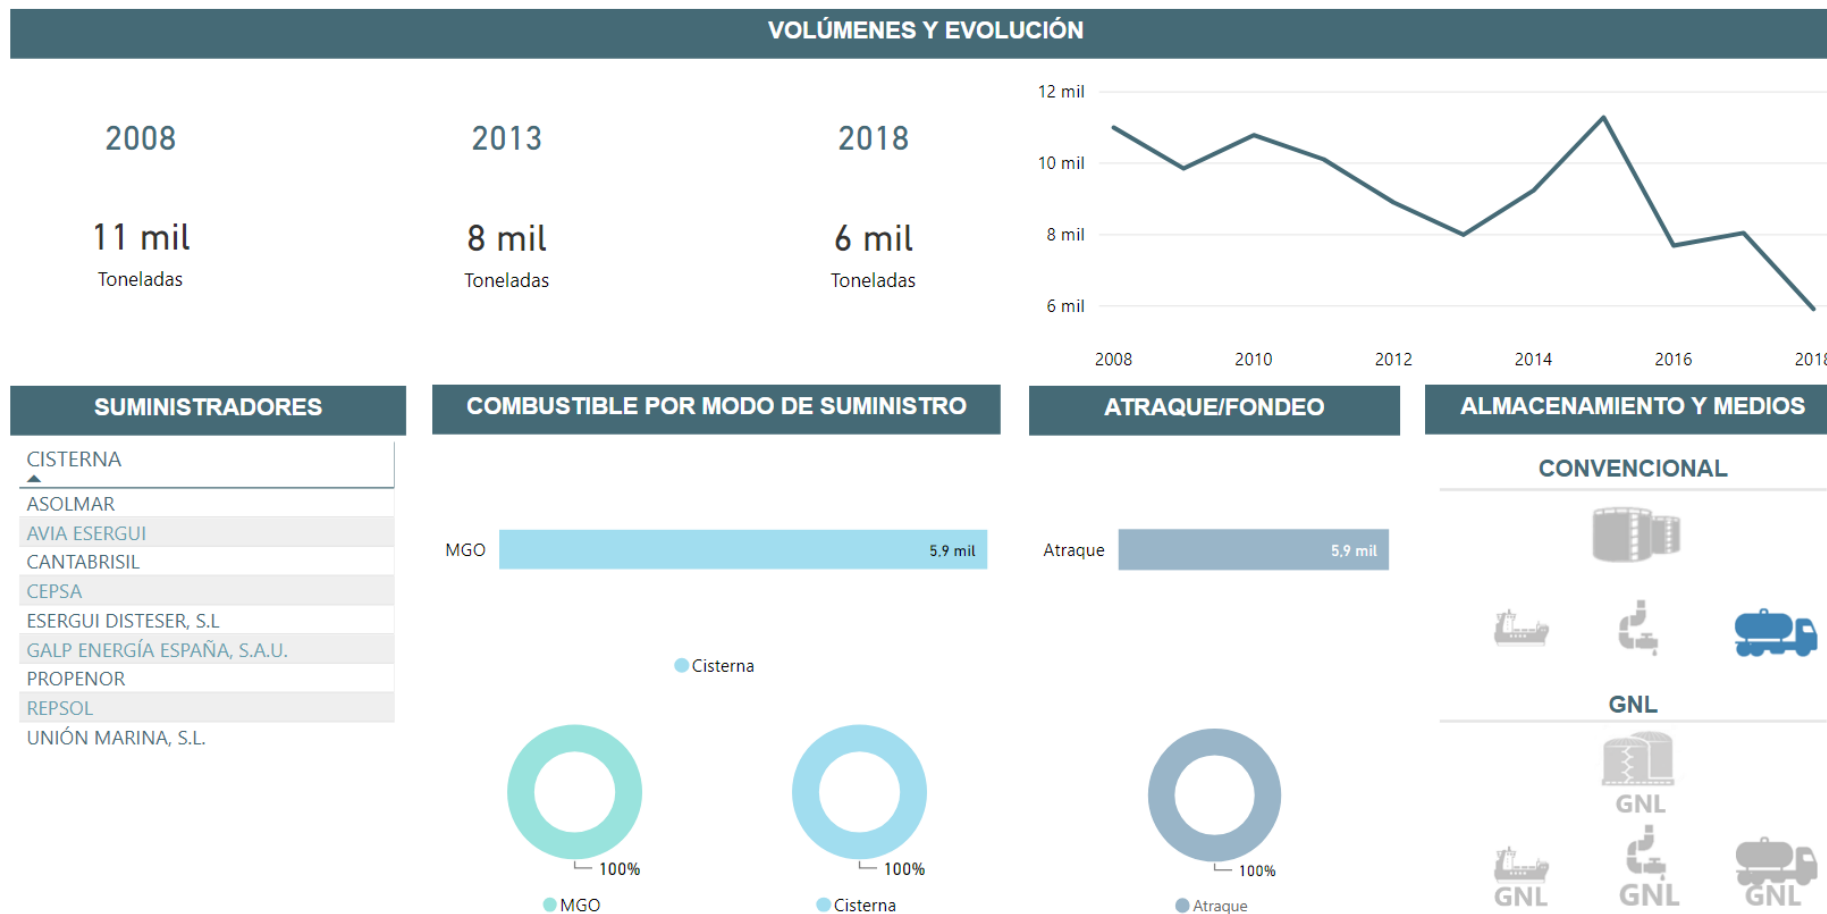 VOLÚMENES Y EVOLUCIÓN
2008
2013
2018
11 mil
Toneladas
8 mil
Toneladas
6 mil
Toneladas
12 mil
10 mil
8 mil
6 mil
2008
2010
2012
2014
2016
2018
SUMINISTRADORES
CISTERNA
ASOLMAR
AVIA ESERGUI
CANTABRISIL
CEPSA
ESERGUI DISTESER, S.L
GALP ENERGÍA ESPAÑA, S.A.U.
PROPENOR
REPSOL
UNIÓN MARINA, S.L.
COMBUSTIBLE POR MODO DE SUMINISTRO
MGO
5,9 mil
Cisterna
100%
MGO
100%
Cisterna
ATRAQUE/FONDEO
Atraque
5,9 mil
100%
Atraque
ALMACENAMIENTO Y MEDIOS
CONVENCIONAL
GNL
GNL
GNL
GNL
GNL